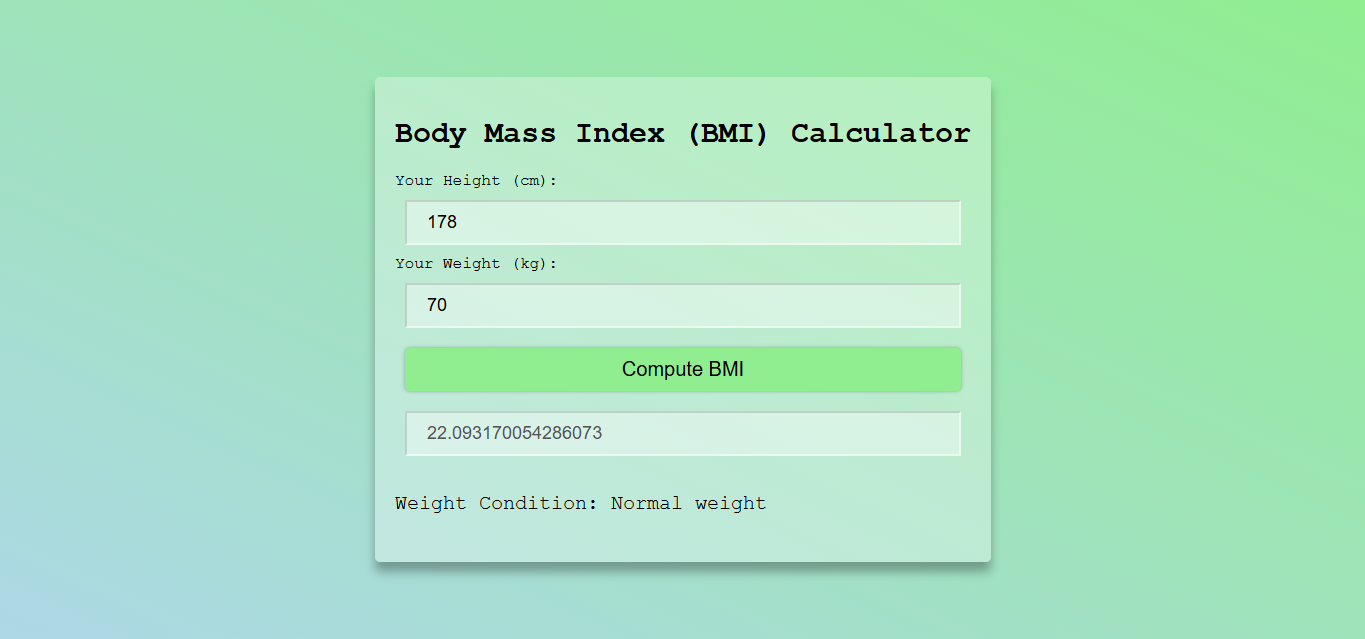 Body Mass Index (BMI) Calculator
Your Height (cm):
178
Your Weight (kg):
70
Compute BMI
22.093170054286073
Weight Condition: Normal weight